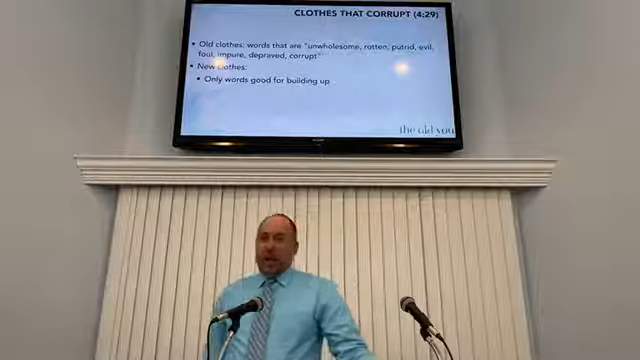 CLOTHES THAT CORRUPT (4:29)
• Old clothes: words that are "unwholesome, rotten, putrid, evil,
foul, impure, depraved, corrupt"
• New clothes:
• Only words good for building up
the old you